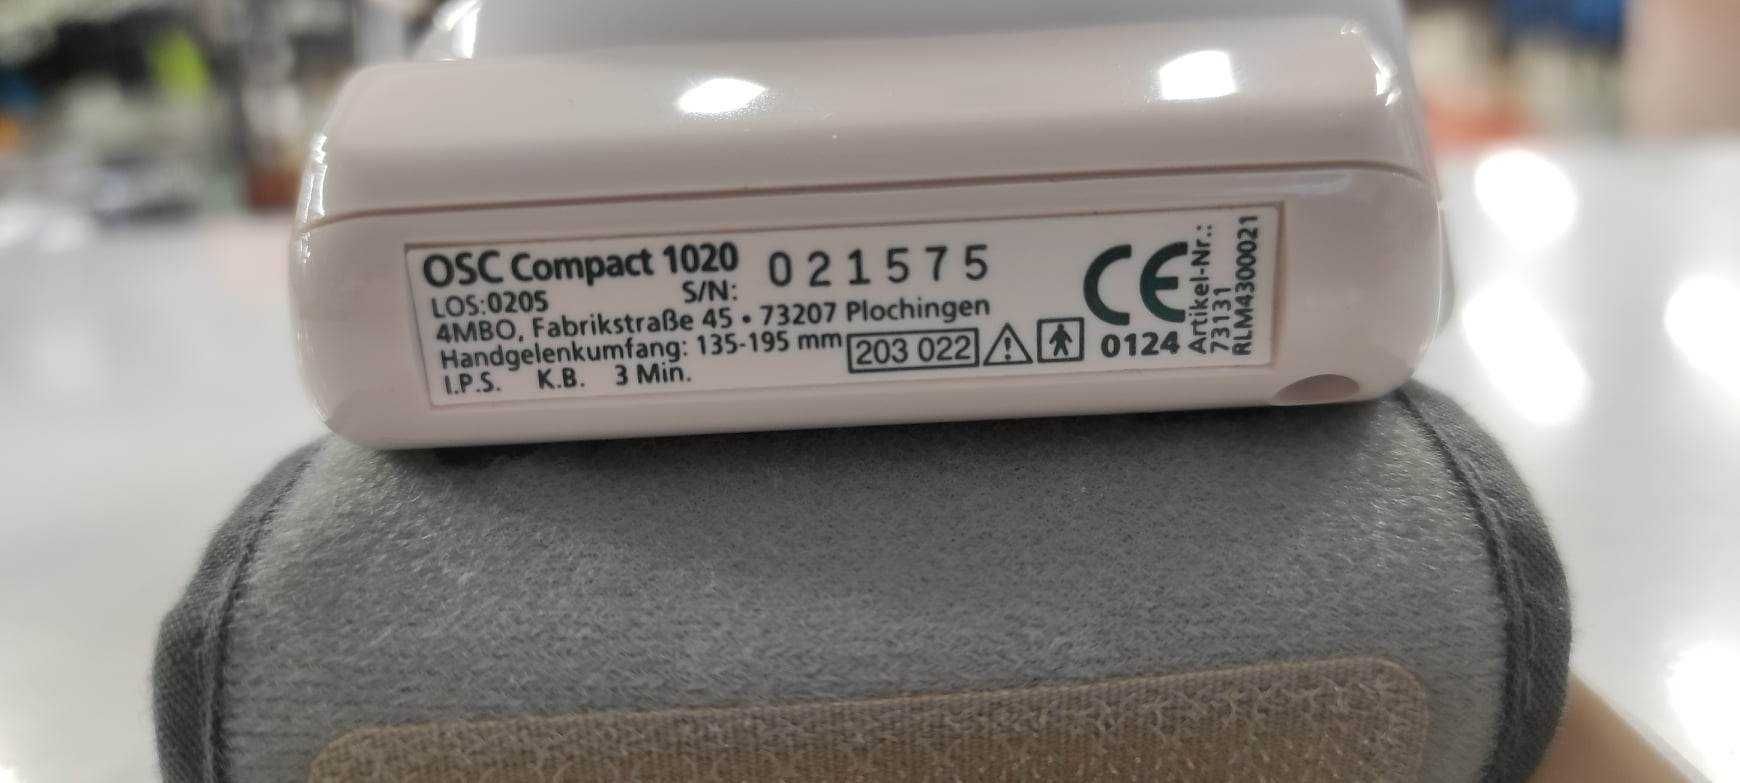 OSC Compact 1020 021575
LOS:0205 S/N:
4MBO, Fabrikstraße 45 • 73207 Plochingen
Handgelenkumfang: 135-195 mm 203 022
I.P.S. K.B. 3 Min.
CE
0124
Artikel-Nr.:
73131
RLM4300021